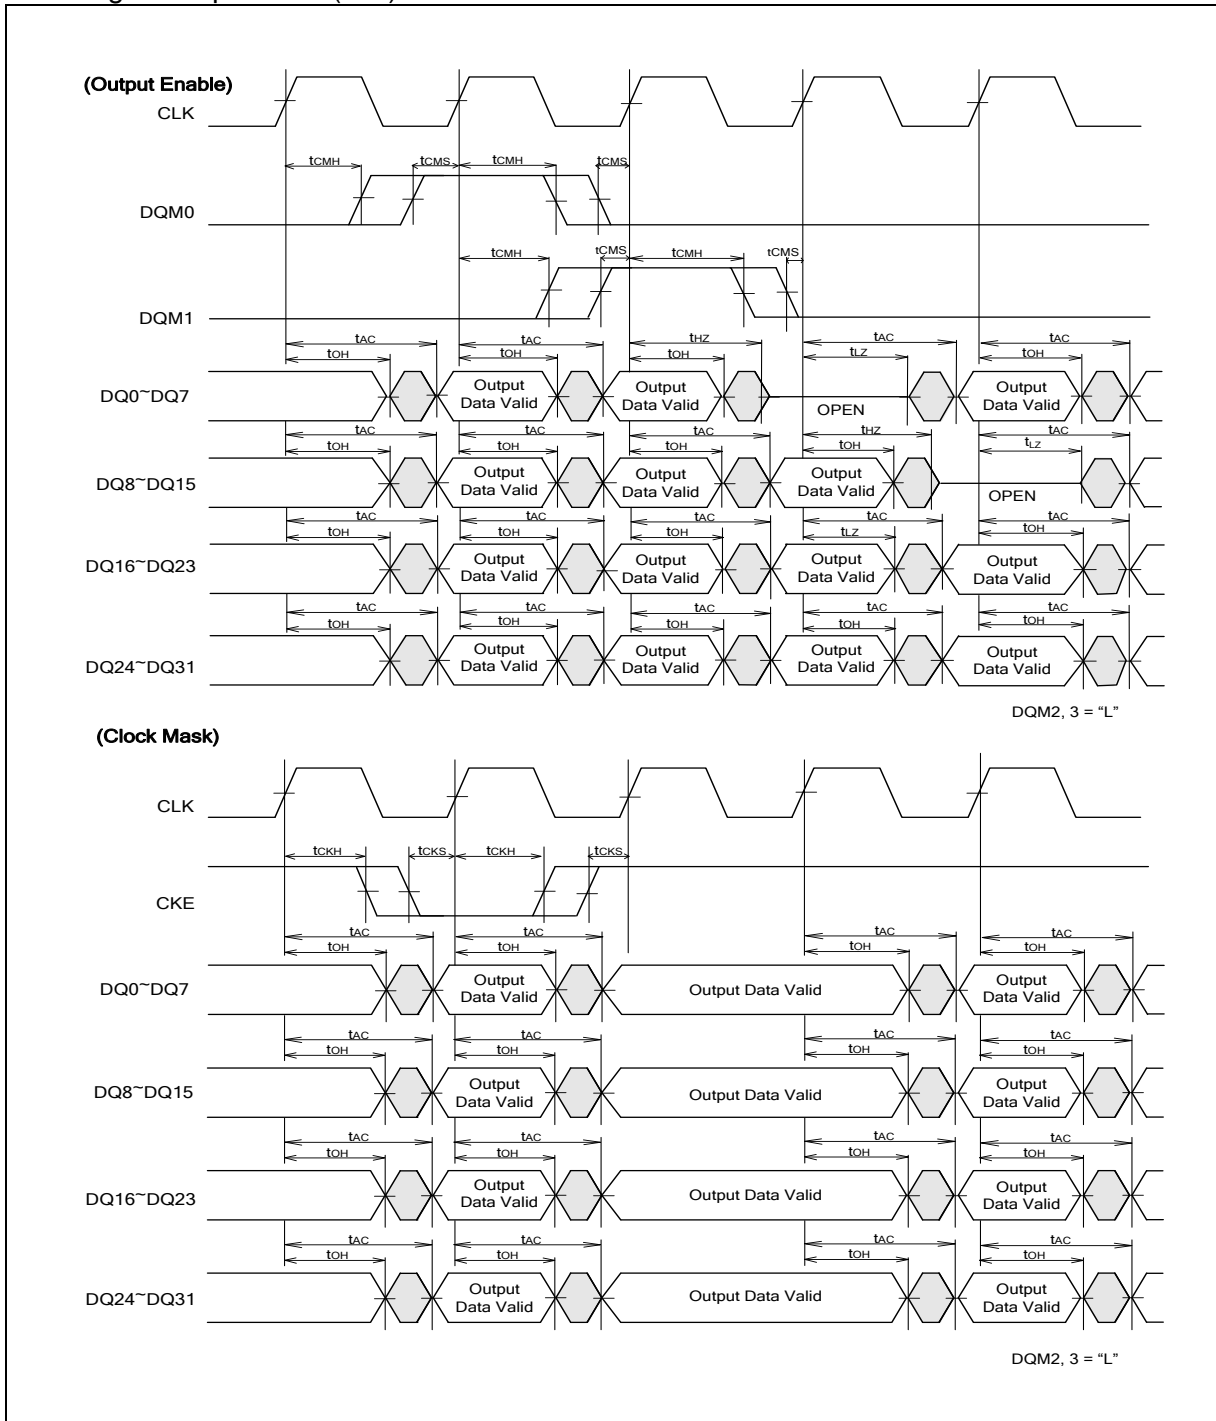 (Output Enable)
CLK
tCMH tCMS tCMH tCMS
DQM0
tCMH tCMS tCMH tCMS
DQM1
tAC tAC tHZ tAC tAC
tOH tOH tOH tLZ tOH
DQ0~DQ7
Output Data Valid
Output Data Valid
OPEN
Output Data Valid
tAC tAC tAC tHZ tAC
tOH tOH tOH tOH tLZ
DQ8~DQ15
Output Data Valid
Output Data Valid
Output Data Valid
OPEN
tAC tAC tAC tAC tAC
tOH tOH tOH tLZ tOH
DQ16~DQ23
Output Data Valid
Output Data Valid
Output Data Valid
Output Data Valid
tAC tAC tAC tAC tAC
tOH tOH tOH tOH tOH
DQ24~DQ31
Output Data Valid
Output Data Valid
Output Data Valid
Output Data Valid
DQM2, 3 = “L”
(Clock Mask)
CLK
tCKH tCKS tCKH tCKS
CKE
tAC tAC tAC tAC
tOH tOH tOH tOH
DQ0~DQ7
Output Data Valid
Output Data Valid
Output Data Valid
tAC tAC tAC tAC
tOH tOH tOH tOH
DQ8~DQ15
Output Data Valid
Output Data Valid
Output Data Valid
tAC tAC tAC tAC
tOH tOH tOH tOH
DQ16~DQ23
Output Data Valid
Output Data Valid
Output Data Valid
tAC tAC tAC tAC
tOH tOH tOH tOH
DQ24~DQ31
Output Data Valid
Output Data Valid
Output Data Valid
DQM2, 3 = “L”